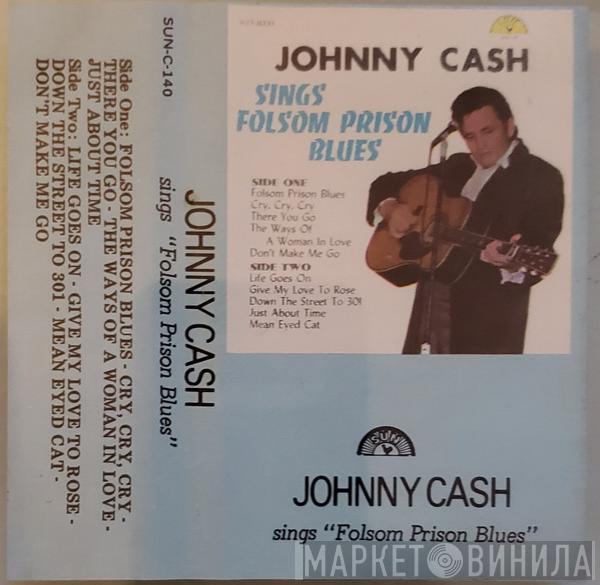 JOHNNY CASH
SINGS
FOLSOM PRISON
BLUES
SIDE ONE
Folsom Prison Blues
Cry, Cry, Cry
There You Go
The Ways Of
A Woman In Love
Don't Make Me Go
SIDE TWO
Life Goes On
Give My Love To Rose
Down The Street To 301
Just About Time
Mean Eyed Cat
SUN
JOHNNY CASH
sings "Folsom Prison Blues"
SUN-C-140
JOHNNY CASH
sings "Folsom Prison Blues"
Side One: FOLSOM PRISON BLUES - CRY, CRY, CRY -
THERE YOU GO - THE WAYS OF A WOMAN IN LOVE -
JUST ABOUT TIME
Side Two: LIFE GOES ON - GIVE MY LOVE TO ROSE -
DOWN THE STREET TO 301 - MEAN EYED CAT -
DON'T MAKE ME GO
МАРКЕТ ВИНИЛА